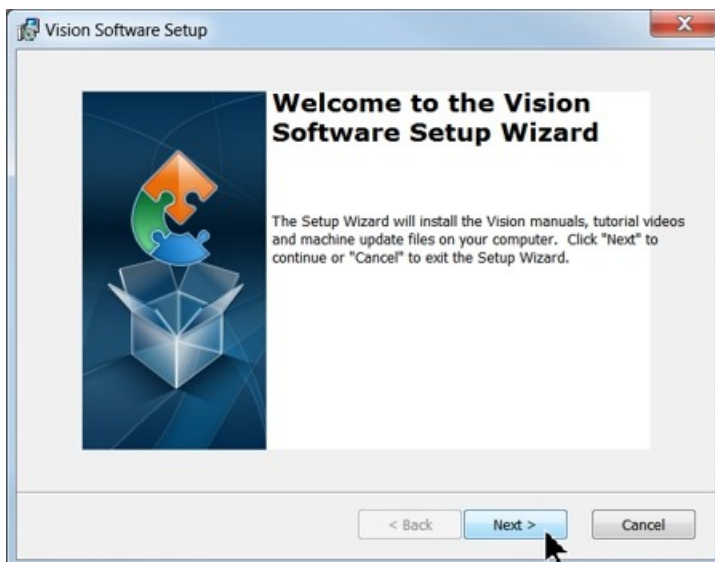 Vision Software Setup
X
Welcome to the Vision
Software Setup Wizard
The Setup Wizard will install the Vision manuals, tutorial videos
and machine update files on your computer.  Click "Next" to
continue or "Cancel" to exit the Setup Wizard.
< Back
Next >
Cancel